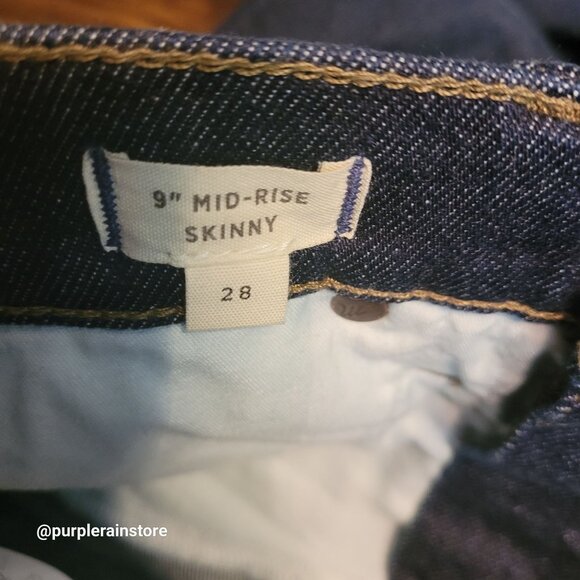 9" MID-RISE
SKINNY
28
@purplerainstore